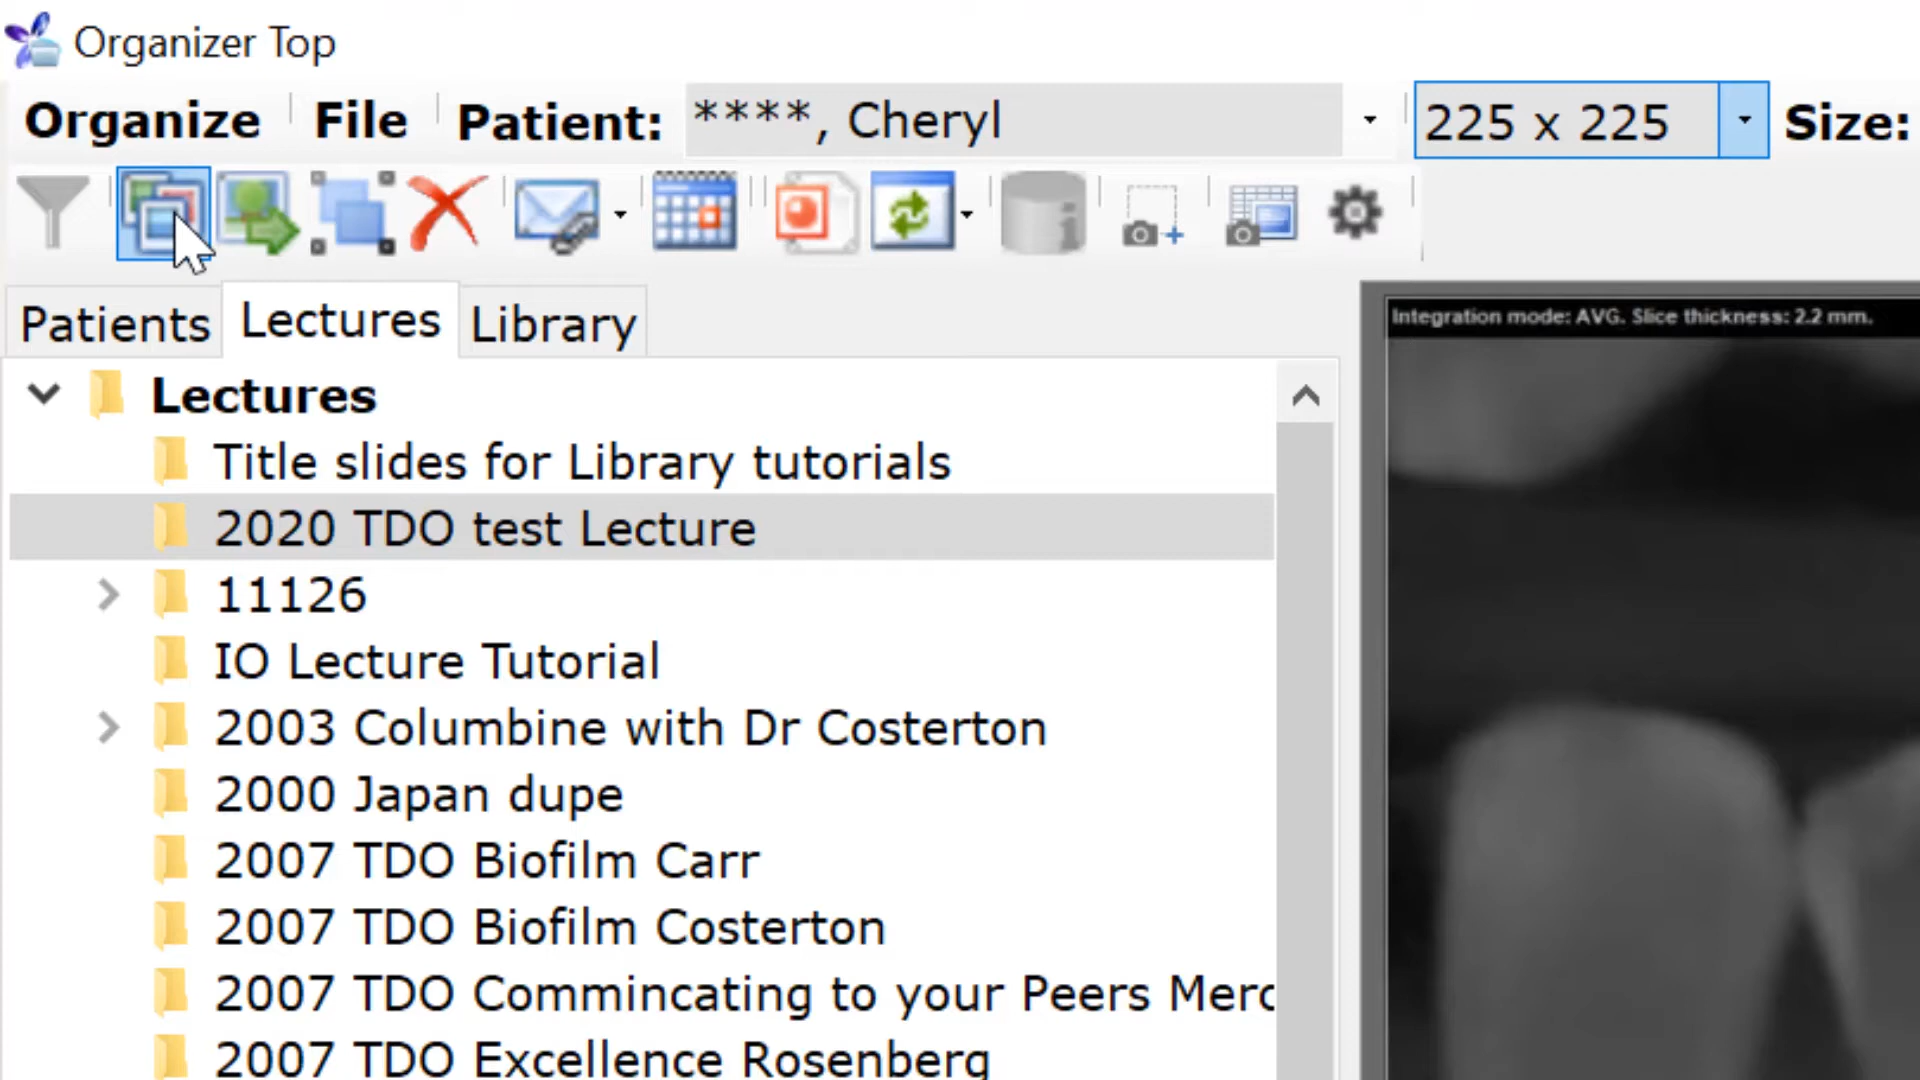 Organizer Top
Organize File Patient: ****, Cheryl 225 x 225 Size:
Patients Lectures Library
Integration mode: AVG. Slice thickness: 2.2 mm.
Lectures
Title slides for Library tutorials
2020 TDO test Lecture
11126
IO Lecture Tutorial
2003 Columbine with Dr Costerton
2000 Japan dupe
2007 TDO Biofilm Carr
2007 TDO Biofilm Costerton
2007 TDO Commincating to your Peers Merc
2007 TDO Excellence Rosenberg